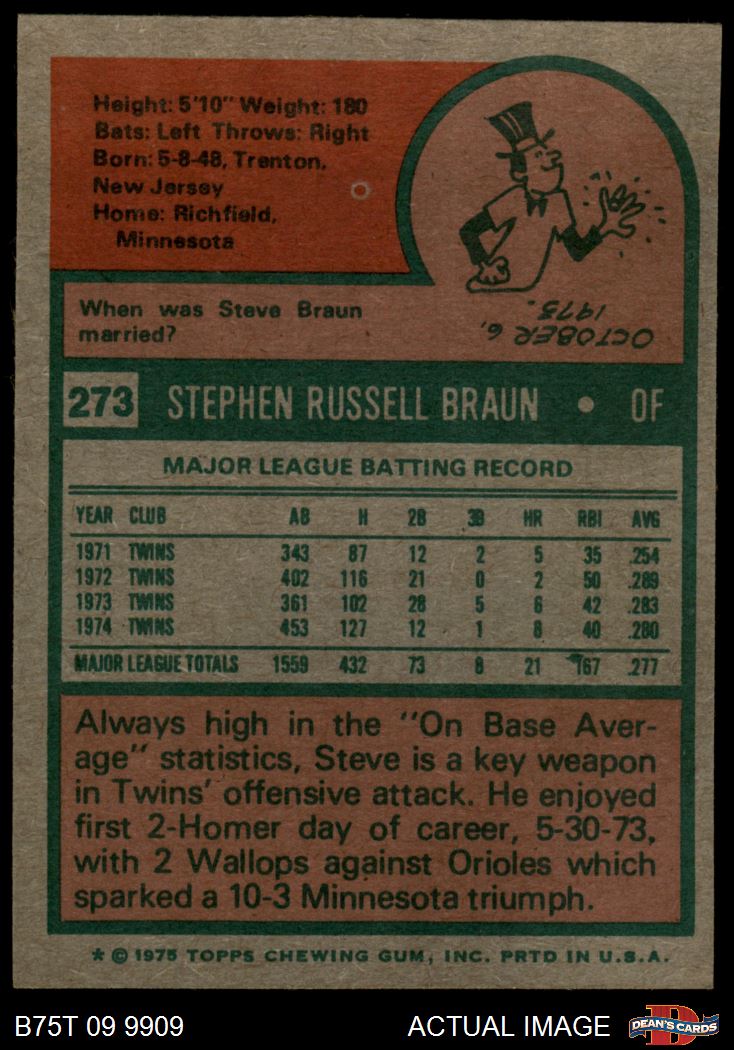 Height: 5'10" Weight: 180
Bats: Left Throws: Right
Born: 5-8-48, Trenton,
New Jersey
Home: Richfield,
Minnesota
When was Steve Braun
married?
OCTOBER 6,
1973.
273 STEPHEN RUSSELL BRAUN • OF
MAJOR LEAGUE BATTING RECORD
YEAR CLUB AB H 2B 3B HR RBI AVG
1971 TWINS 343 87 12 2 5 35 .254
1972 TWINS 402 116 21 0 2 50 .289
1973 TWINS 361 102 28 5 6 42 .283
1974 TWINS 453 127 12 1 8 40 .280
MAJOR LEAGUE TOTALS 1559 432 73 8 21 167 .277
Always high in the "On Base Aver-
age" statistics, Steve is a key weapon
in Twins' offensive attack. He enjoyed
first 2-Homer day of career, 5-30-73,
with 2 Wallops against Orioles which
sparked a 10-3 Minnesota triumph.
* © 1975 TOPPS CHEWING GUM, INC. PRTD IN U.S.A.
B75T 09 9909 ACTUAL IMAGE DEAN'S CARDS